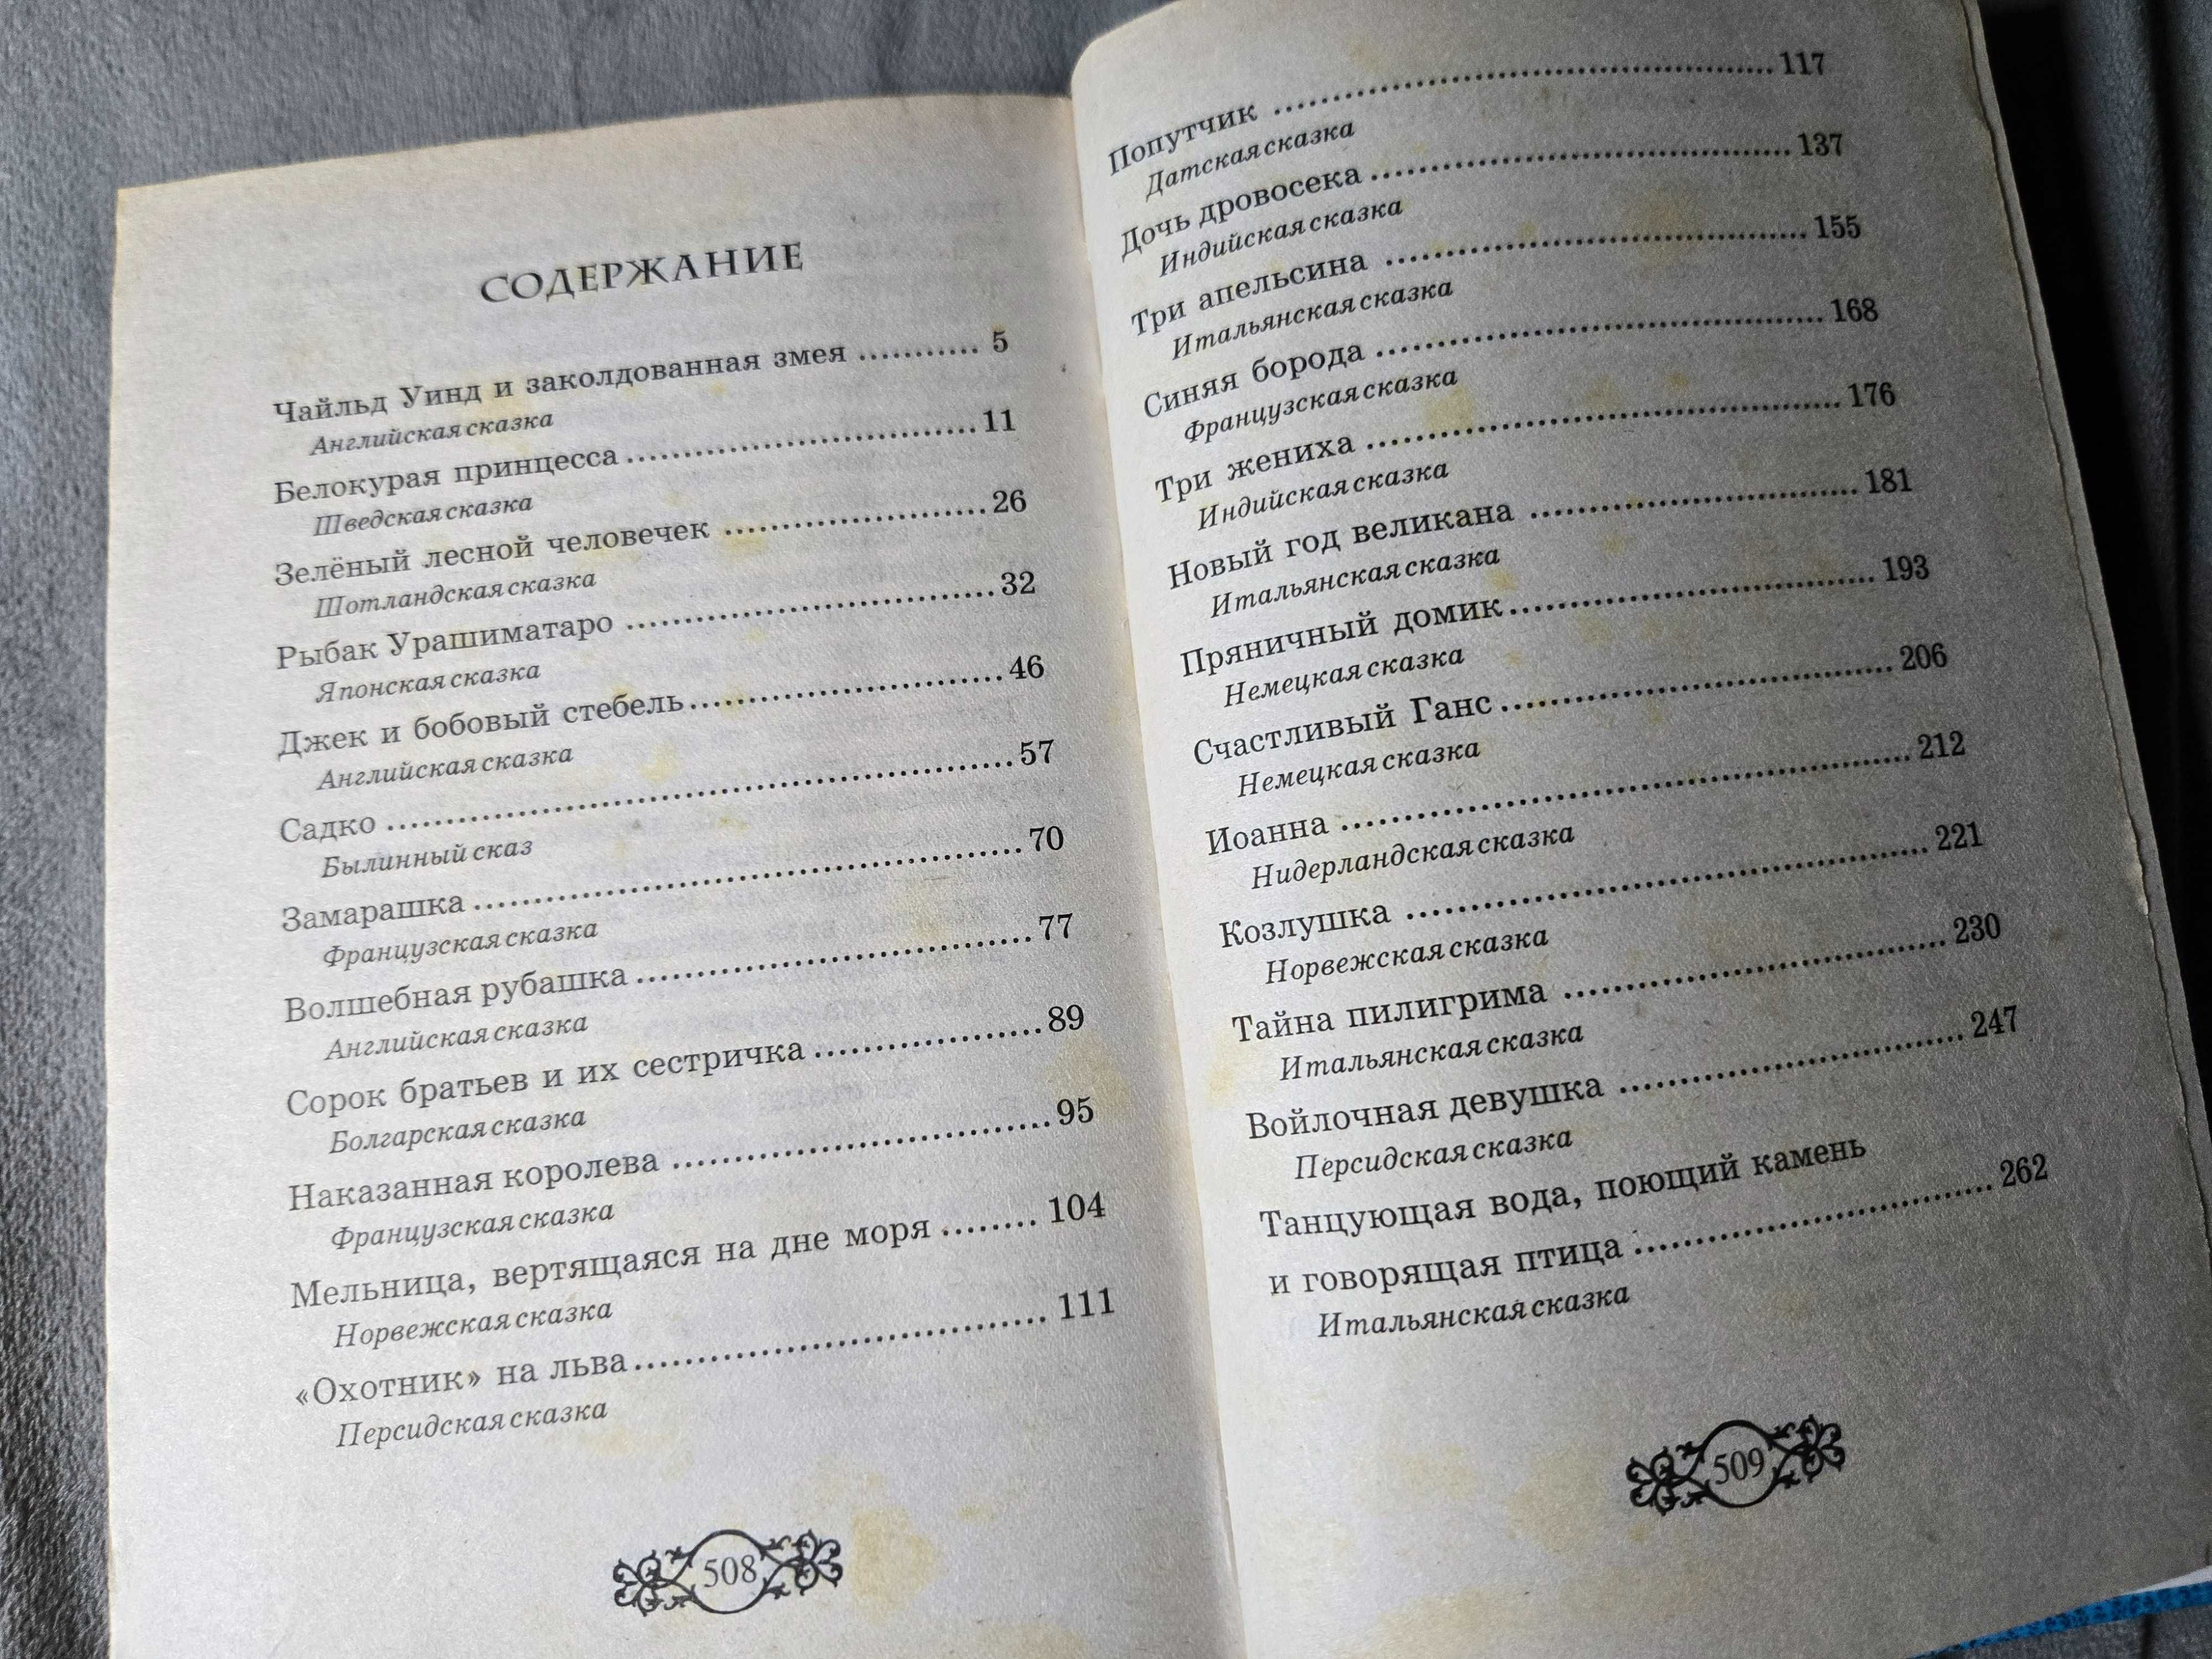 СОДЕРЖАНИЕ
Чайльд Уинд и заколдованная змея ........... 5
Английская сказка
Белокурая принцесса .............................. 11
Шведская сказка
Зелёный лесной человечек ...................... 26
Шотландская сказка
Рыбак Урашиматаро ................................ 32
Японская сказка
Джек и бобовый стебель ........................... 46
Английская сказка
Садко .................................................... 57
Былинный сказ
Замарашка ............................................. 70
Французская сказка
Волшебная рубашка ................................ 77
Английская сказка
Сорок братьев и их сестричка ................... 89
Болгарская сказка
Наказанная королева .............................. 95
Французская сказка
Мельница, вертящаяся на дне моря ........ 104
Норвежская сказка
«Охотник» на льва ................................. 111
Персидская сказка
508
Попутчик ............................................. 117
Датская сказка
Дочь дровосека ..................................... 137
Индийская сказка
Три апельсина ...................................... 155
Итальянская сказка
Синяя борода ....................................... 168
Французская сказка
Три жениха .......................................... 176
Индийская сказка
Новый год великана .............................. 181
Итальянская сказка
Пряничный домик ................................. 193
Немецкая сказка
Счастливый Ганс ................................... 206
Немецкая сказка
Иоанна ................................................ 212
Нидерландская сказка
Козлушка ............................................. 221
Норвежская сказка
Тайна пилигрима .................................. 230
Итальянская сказка
Войлочная девушка ............................... 247
Персидская сказка
Танцующая вода, поющий камень
и говорящая птица ................................ 262
Итальянская сказка
509